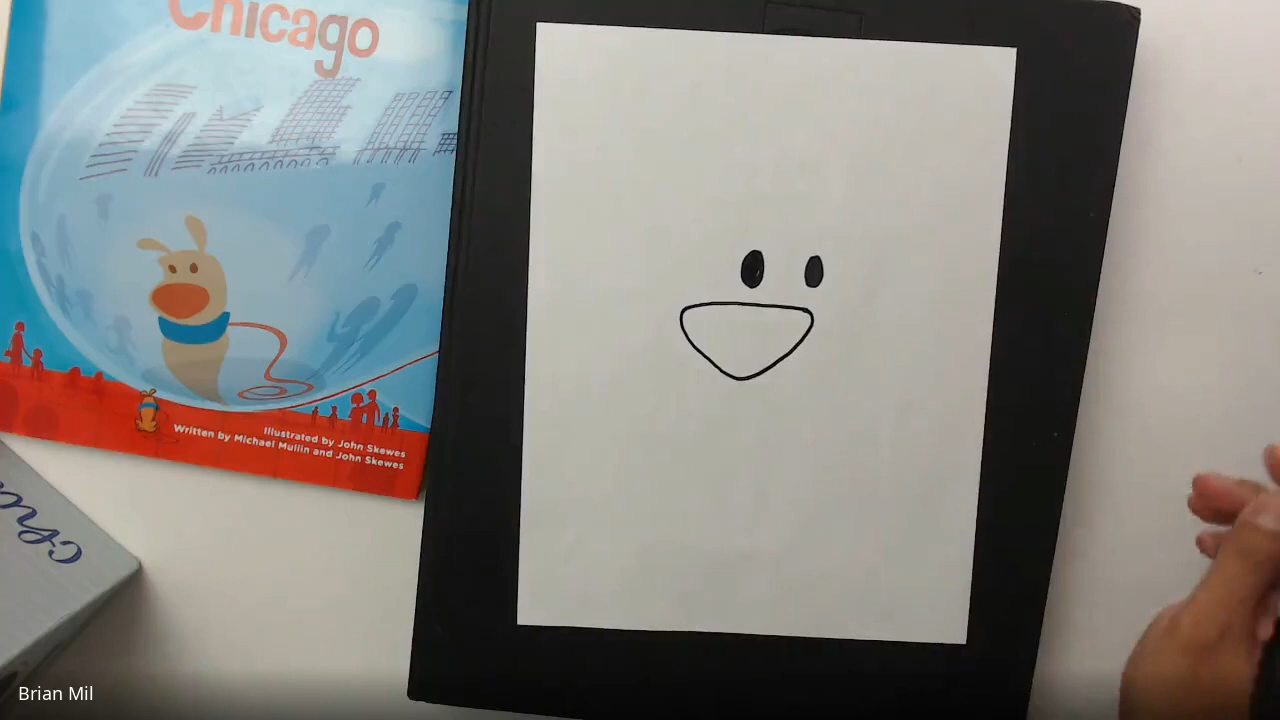 Chicago
Illustrated by John Skewes
Written by Michael Mullin and John Skewes
Brian Mil